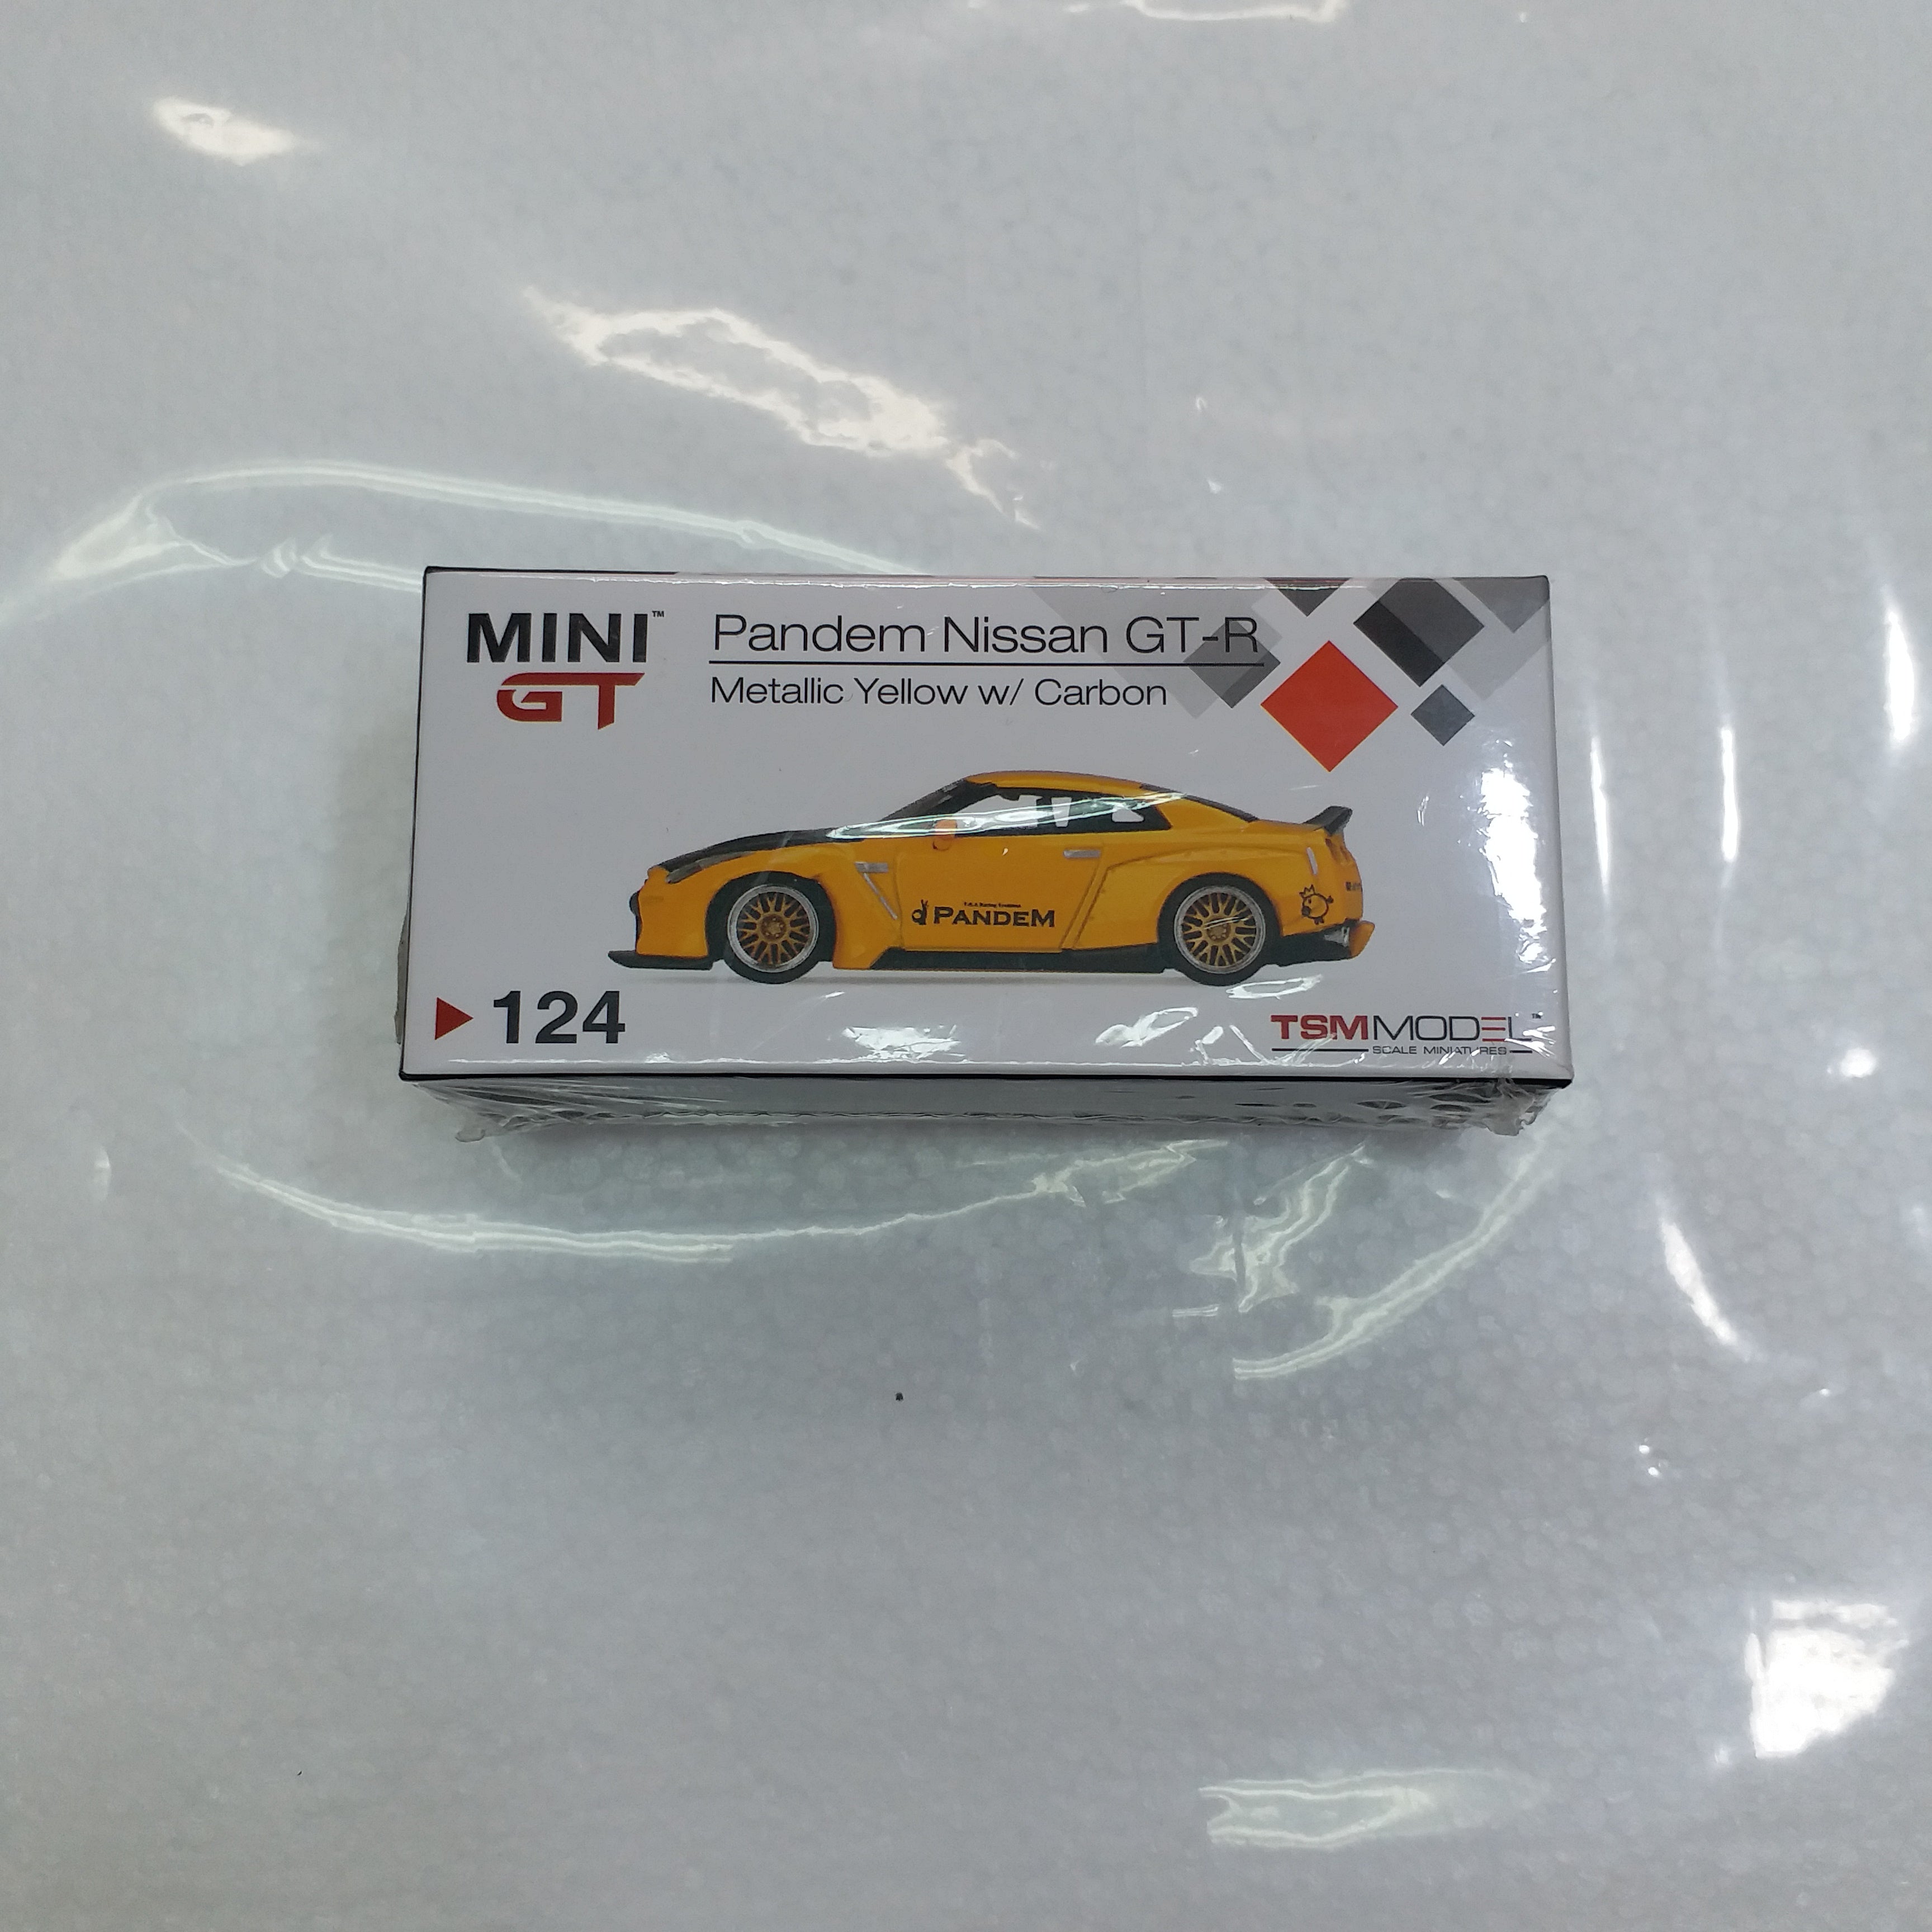 MINI™
GT
Pandem Nissan GT-R
Metallic Yellow w/ Carbon
PANDEM
124
TSMMODEL™
SCALE MINIATURES